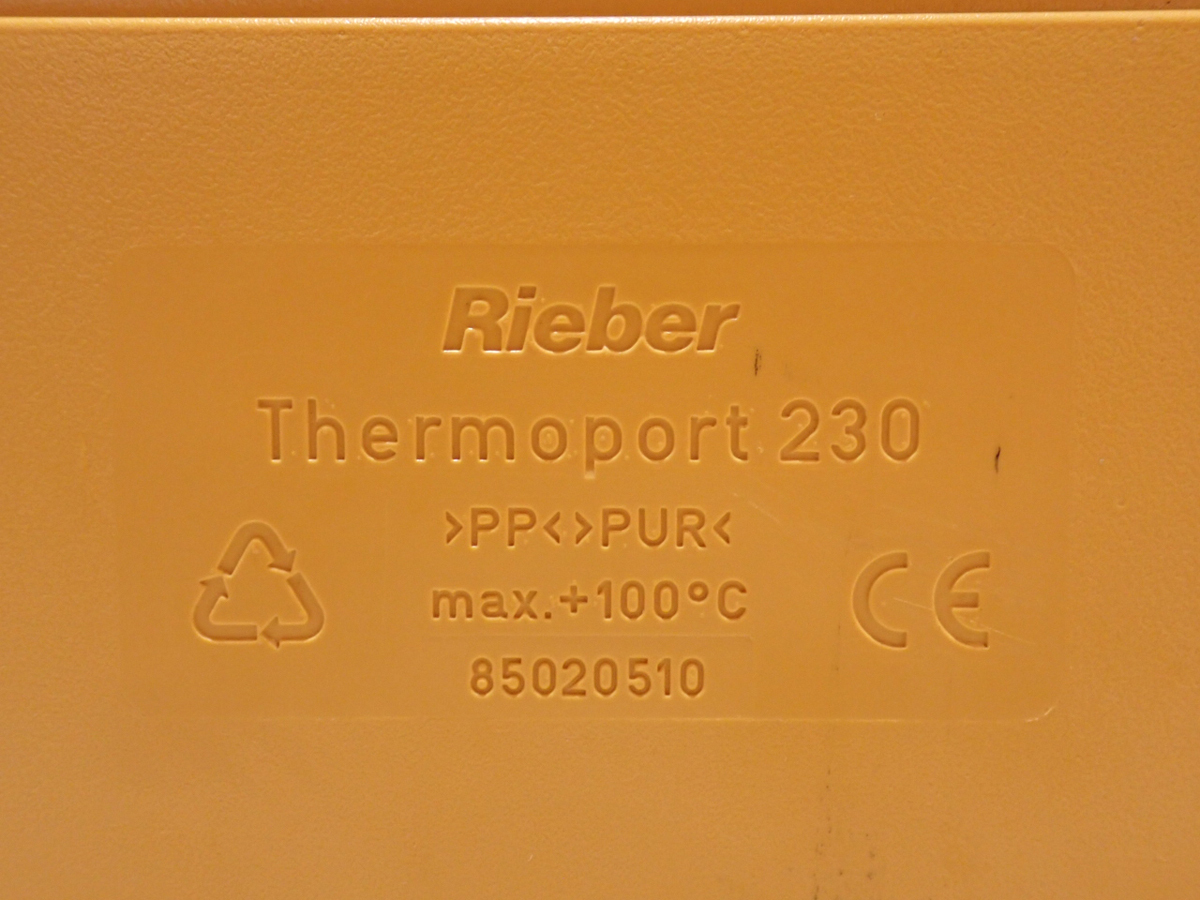 Rieber
Thermoport 230
>PP<>PUR<
max.+100°C
CE
85020510